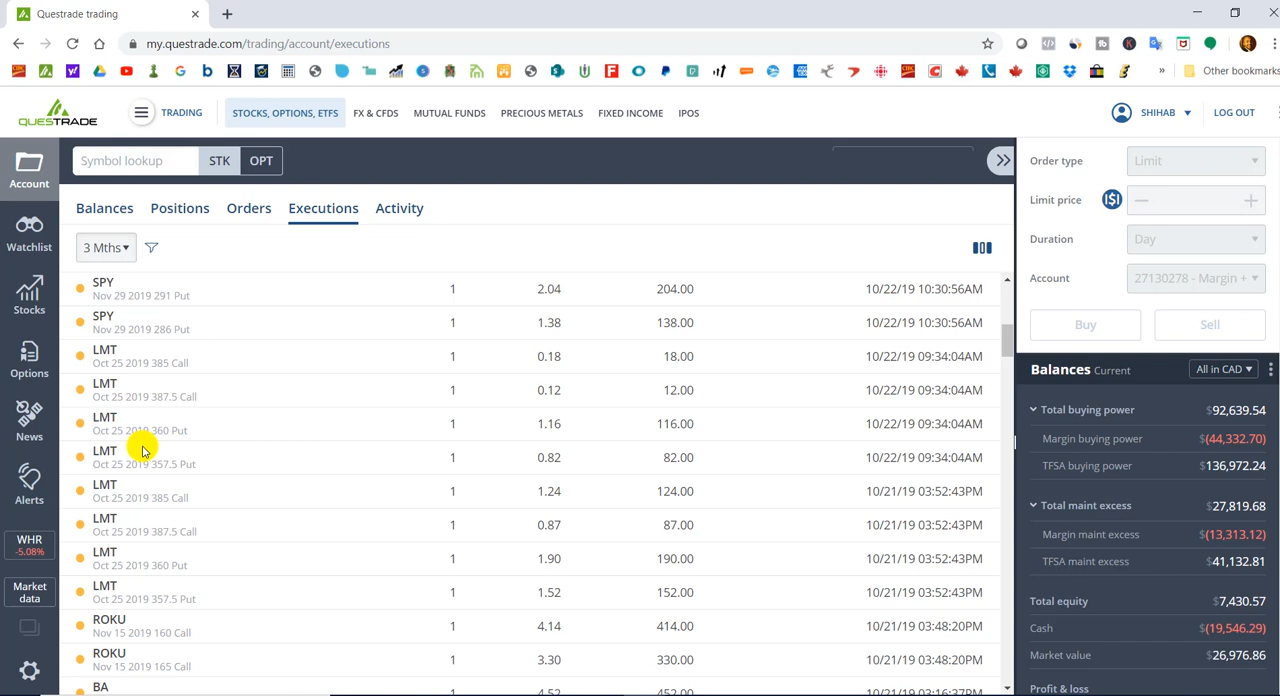 Questrade trading
my.questrade.com/trading/account/executions
Other bookmarks
QUESTRADE
TRADING
STOCKS, OPTIONS, ETFS
FX & CFDS
MUTUAL FUNDS
PRECIOUS METALS
FIXED INCOME
IPOS
SHIHAB
LOG OUT
Account
Watchlist
Stocks
Options
News
Alerts
WHR
-5.08%
Market
data
Symbol lookup STK OPT
Balances Positions Orders Executions Activity
3 Mths
SPY
Nov 29 2019 291 Put 1 2.04 204.00 10/22/19 10:30:56AM
SPY
Nov 29 2019 286 Put 1 1.38 138.00 10/22/19 10:30:56AM
LMT
Oct 25 2019 385 Call 1 0.18 18.00 10/22/19 09:34:04AM
LMT
Oct 25 2019 387.5 Call 1 0.12 12.00 10/22/19 09:34:04AM
LMT
Oct 25 2019 360 Put 1 1.16 116.00 10/22/19 09:34:04AM
LMT
Oct 25 2019 357.5 Put 1 0.82 82.00 10/22/19 09:34:04AM
LMT
Oct 25 2019 385 Call 1 1.24 124.00 10/21/19 03:52:43PM
LMT
Oct 25 2019 387.5 Call 1 0.87 87.00 10/21/19 03:52:43PM
LMT
Oct 25 2019 360 Put 1 1.90 190.00 10/21/19 03:52:43PM
LMT
Oct 25 2019 357.5 Put 1 1.52 152.00 10/21/19 03:52:43PM
ROKU
Nov 15 2019 160 Call 1 4.14 414.00 10/21/19 03:48:20PM
ROKU
Nov 15 2019 165 Call 1 3.30 330.00 10/21/19 03:48:20PM
BA 1 4.52 452.00 10/21/19 03:16:37PM
Order type Limit
Limit price
Duration Day
Account 27130278 - Margin +
Buy Sell
Balances Current All in CAD
Total buying power $92,639.54
Margin buying power $(44,332.70)
TFSA buying power $136,972.24
Total maint excess $27,819.68
Margin maint excess $(13,313.12)
TFSA maint excess $41,132.81
Total equity $7,430.57
Cash $(19,546.29)
Market value $26,976.86
Profit & loss